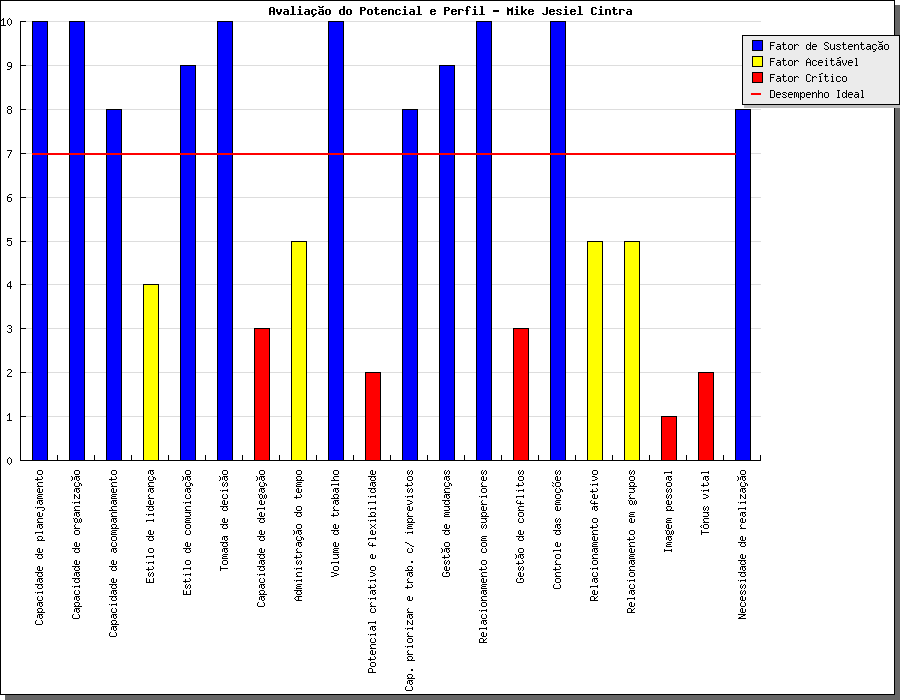 Avaliação do Potencial e Perfil - Mike Jesiel Cintra
Fator de Sustentação
Fator Aceitável
Fator Crítico
Desempenho Ideal
10
9
8
7
6
5
4
3
2
1
0
Capacidade de planejamento
Capacidade de organização
Capacidade de acompanhamento
Estilo de liderança
Estilo de comunicação
Tomada de decisão
Capacidade de delegação
Administração do tempo
Volume de trabalho
Potencial criativo e flexibilidade
Cap. priorizar e trab. c/ imprevistos
Gestão de mudanças
Relacionamento com superiores
Gestão de conflitos
Controle das emoções
Relacionamento afetivo
Relacionamento em grupos
Imagem pessoal
Tônus vital
Necessidade de realização